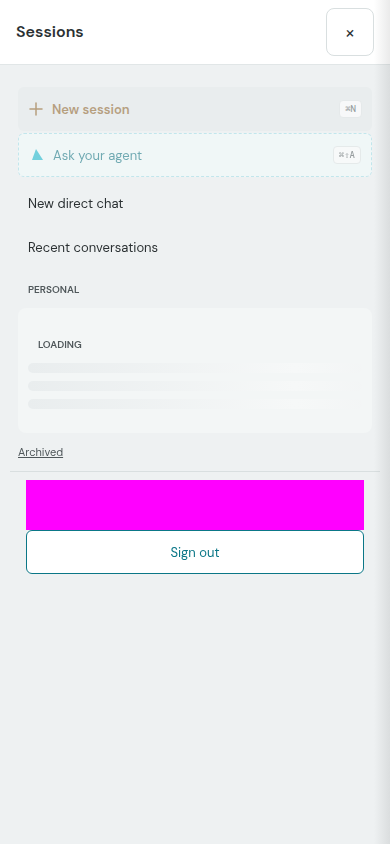 Sessions
×
New session
⌘N
Ask your agent
⌘⇧A
New direct chat
Recent conversations
PERSONAL
LOADING
Archived
Sign out